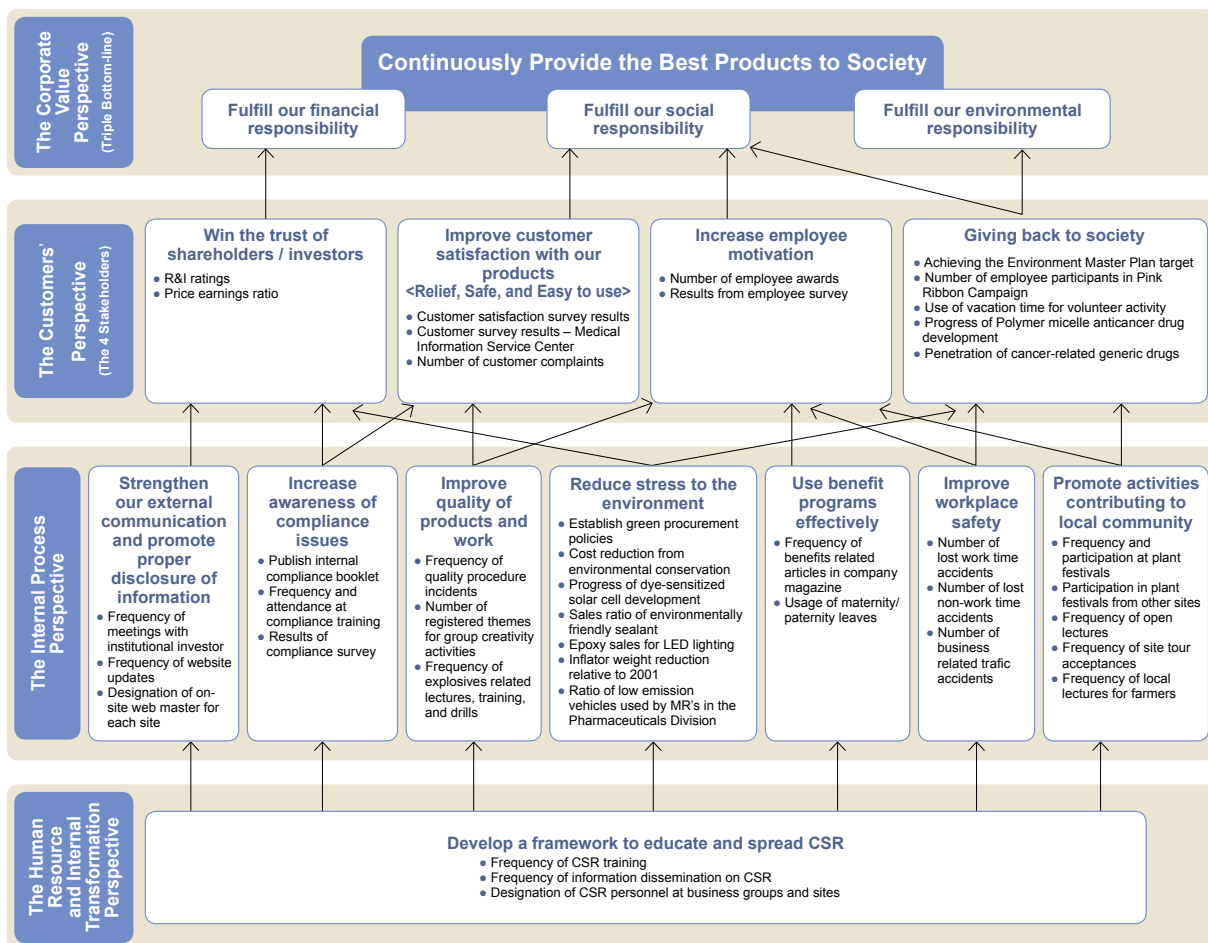 The Corporate
Value
Perspective
(Triple Bottom-line)
Continuously Provide the Best Products to Society
Fulfill our financial
responsibility
Fulfill our social
responsibility
Fulfill our environmental
responsibility
The Customers'
Perspective
(The 4 Stakeholders)
Win the trust of
shareholders / investors
● R&I ratings
● Price earnings ratio
Improve customer
satisfaction with our
products
<Relief, Safe, and Easy to use>
● Customer satisfaction survey results
● Customer survey results – Medical
Information Service Center
● Number of customer complaints
Increase employee
motivation
● Number of employee awards
● Results from employee survey
Giving back to society
● Achieving the Environment Master Plan target
● Number of employee participants in Pink
Ribbon Campaign
● Use of vacation time for volunteer activity
● Progress of Polymer micelle anticancer drug
development
● Penetration of cancer-related generic drugs
The Internal Process
Perspective
Strengthen
our external
communication
and promote
proper
disclosure of
information
● Frequency of
meetings with
institutional investor
● Frequency of website
updates
● Designation of on-
site web master for
each site
Increase
awareness of
compliance
issues
● Publish internal
compliance booklet
● Frequency and
attendance at
compliance training
● Results of
compliance survey
Improve
quality of
products and
work
● Frequency of
quality procedure
incidents
● Number of
registered themes
for group creativity
activities
● Frequency of
explosives related
lectures, training,
and drills
Reduce stress to the
environment
● Establish green procurement
policies
● Cost reduction from
environmental conservation
● Progress of dye-sensitized
solar cell development
● Sales ratio of environmentally
friendly sealant
● Epoxy sales for LED lighting
● Inflator weight reduction
relative to 2001
● Ratio of low emission
vehicles used by MR's in the
Pharmaceuticals Division
Use benefit
programs
effectively
● Frequency of
benefits related
articles in company
magazine
● Usage of maternity/
paternity leaves
Improve
workplace
safety
● Number of
lost work time
accidents
● Number of lost
non-work time
accidents
● Number of
business
related trafic
accidents
Promote activities
contributing to
local community
● Frequency and
participation at plant
festivals
● Participation in plant
festivals from other sites
● Frequency of open
lectures
● Frequency of site tour
acceptances
● Frequency of local
lectures for farmers
The Human
Resource
and Internal
Transformation
Perspective
Develop a framework to educate and spread CSR
● Frequency of CSR training
● Frequency of information dissemination on CSR
● Designation of CSR personnel at business groups and sites